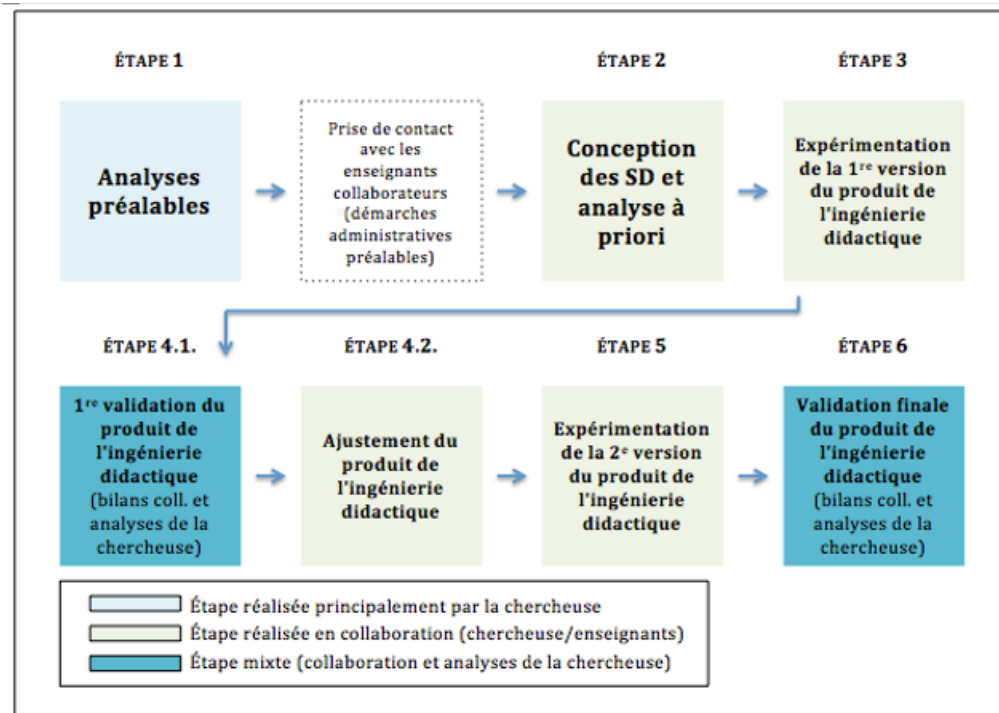 ÉTAPE 1
ÉTAPE 2
ÉTAPE 3
Analyses
préalables
Prise de contact
avec les
enseignants
collaborateurs
(démarches
administratives
préalables)
Conception
des SD et
analyse à
priori
Expérimentation
de la 1re version
du produit de
l'ingénierie
didactique
ÉTAPE 4.1.
ÉTAPE 4.2.
ÉTAPE 5
ÉTAPE 6
1re validation du
produit de
l'ingénierie
didactique
(bilans coll. et
analyses de la
chercheuse)
Ajustement du
produit de
l'ingénierie
didactique
Expérimentation
de la 2e version
du produit de
l'ingénierie
didactique
Validation finale
du produit de
l'ingénierie
didactique
(bilans coll. et
analyses de la
chercheuse)
Étape réalisée principalement par la chercheuse
Étape réalisée en collaboration (chercheuse/enseignants)
Étape mixte (collaboration et analyses de la chercheuse)